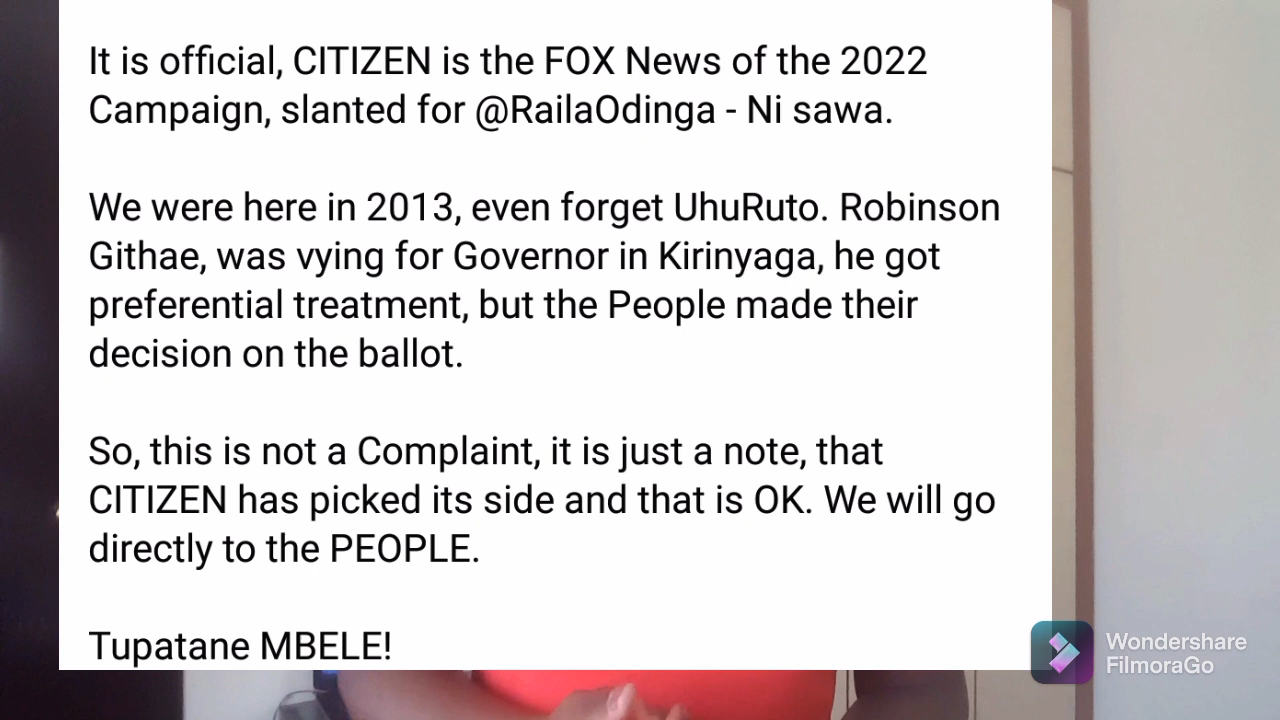 It is official, CITIZEN is the FOX News of the 2022
Campaign, slanted for @RailaOdinga - Ni sawa.
We were here in 2013, even forget UhuRuto. Robinson
Githae, was vying for Governor in Kirinyaga, he got
preferential treatment, but the People made their
decision on the ballot.
So, this is not a Complaint, it is just a note, that
CITIZEN has picked its side and that is OK. We will go
directly to the PEOPLE.
Tupatane MBELE!
Wondershare
FilmoraGo